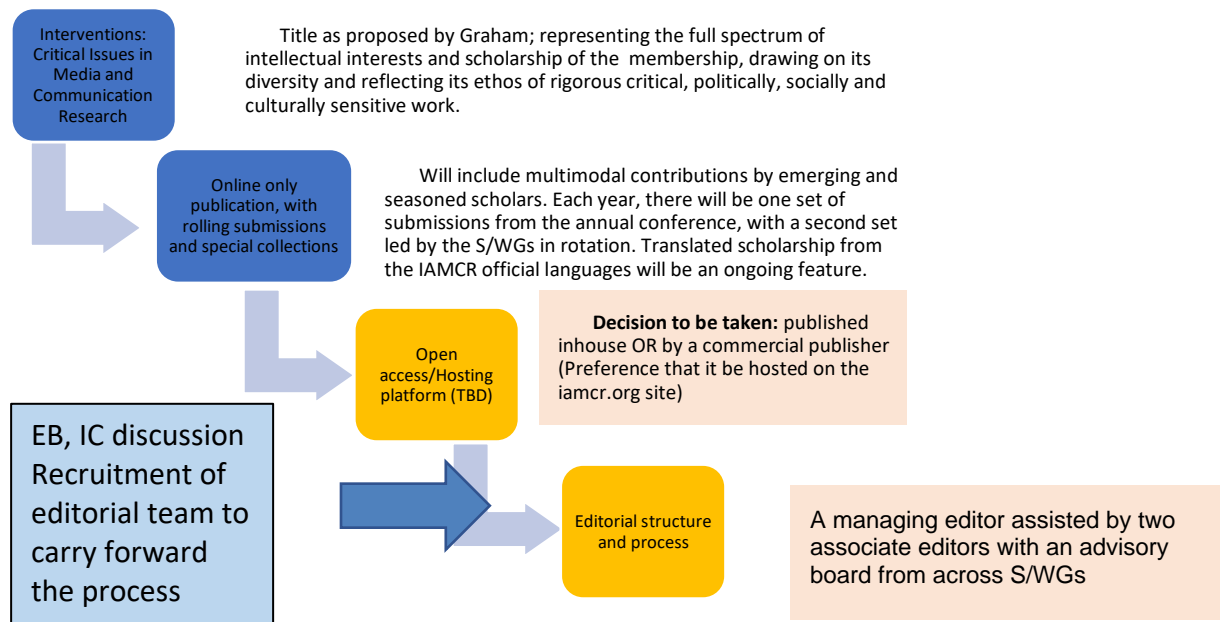 Interventions:
Critical Issues in
Media and
Communication
Research
Title as proposed by Graham; representing the full spectrum of
intellectual interests and scholarship of the membership, drawing on its
diversity and reflecting its ethos of rigorous critical, politically, socially and
culturally sensitive work.
Online only
publication, with
rolling submissions
and special collections
Will include multimodal contributions by emerging and
seasoned scholars. Each year, there will be one set of
submissions from the annual conference, with a second set
led by the S/WGs in rotation. Translated scholarship from
the IAMCR official languages will be an ongoing feature.
Open
access/Hosting
platform (TBD)
Decision to be taken: published
inhouse OR by a commercial publisher
(Preference that it be hosted on the
iamcr.org site)
EB, IC discussion
Recruitment of
editorial team to
carry forward
the process
Editorial structure
and process
A managing editor assisted by two
associate editors with an advisory
board from across S/WGs